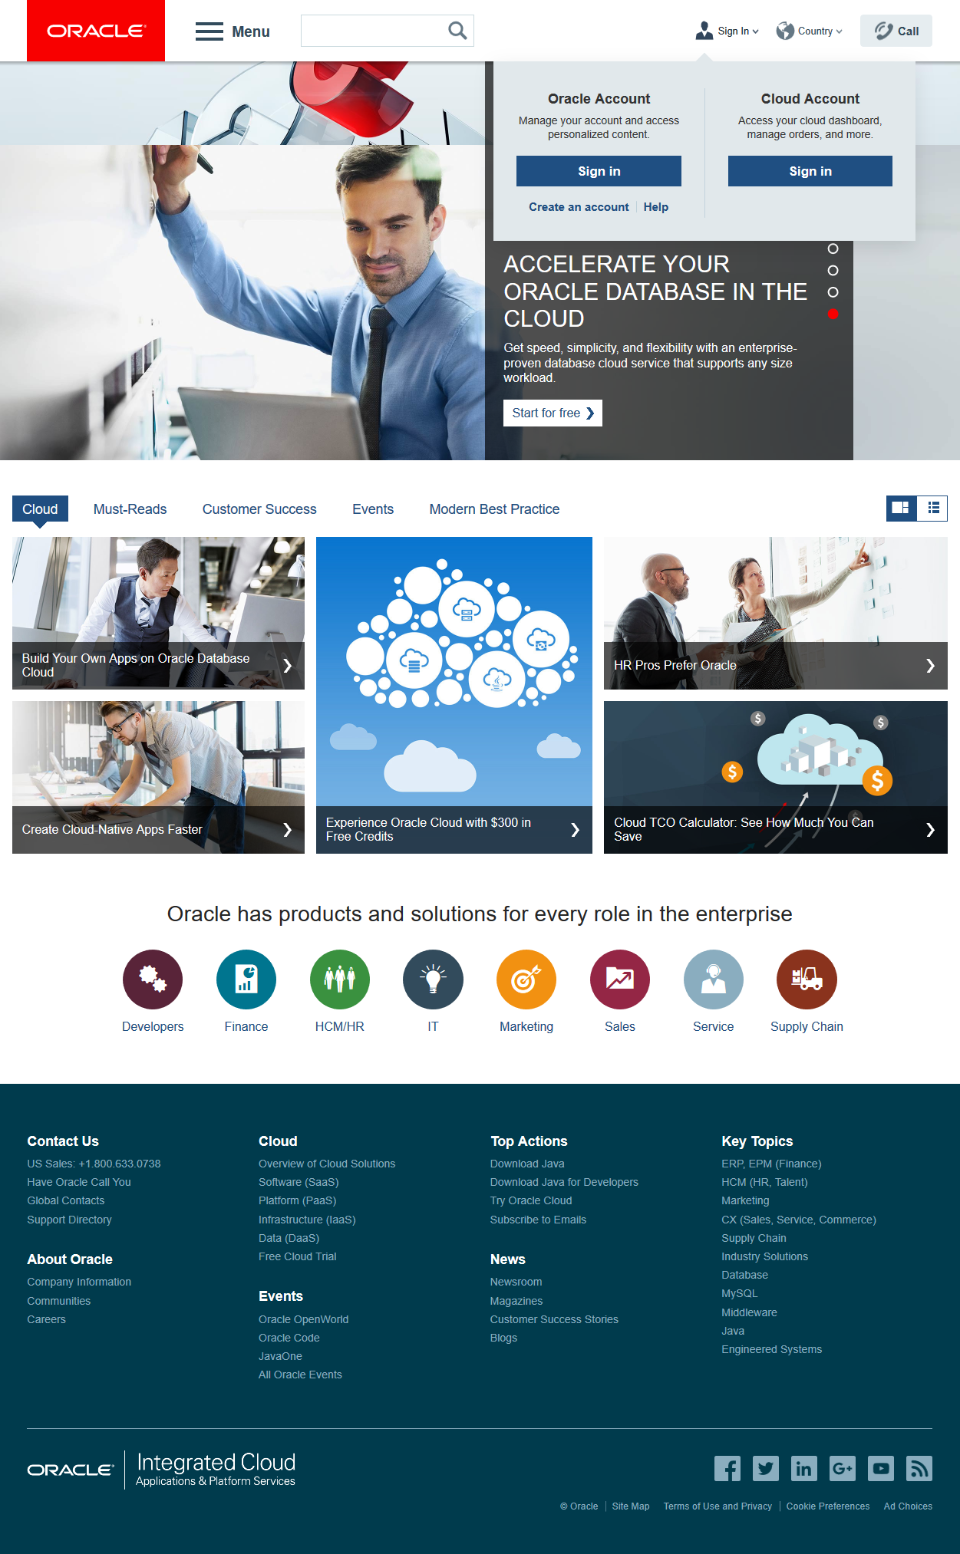 ORACLE
Menu
Sign In
Country
Call
Oracle Account
Manage your account and access
personalized content.
Sign in
Create an account
Help
Cloud Account
Access your cloud dashboard,
manage orders, and more.
Sign in
ACCELERATE YOUR
ORACLE DATABASE IN THE
CLOUD
Get speed, simplicity, and flexibility with an enterprise-
proven database cloud service that supports any size
workload.
Start for free
Cloud
Must-Reads
Customer Success
Events
Modern Best Practice
Build Your Own Apps on Oracle Database
Cloud
Create Cloud-Native Apps Faster
Experience Oracle Cloud with $300 in
Free Credits
HR Pros Prefer Oracle
$ $ $ $
Cloud TCO Calculator: See How Much You Can
Save
Oracle has products and solutions for every role in the enterprise
Developers
Finance
HCM/HR
IT
Marketing
Sales
Service
Supply Chain
Contact Us
US Sales: +1.800.633.0738
Have Oracle Call You
Global Contacts
Support Directory
About Oracle
Company Information
Communities
Careers
Cloud
Overview of Cloud Solutions
Software (SaaS)
Platform (PaaS)
Infrastructure (IaaS)
Data (DaaS)
Free Cloud Trial
Events
Oracle OpenWorld
Oracle Code
JavaOne
All Oracle Events
Top Actions
Download Java
Download Java for Developers
Try Oracle Cloud
Subscribe to Emails
News
Newsroom
Magazines
Customer Success Stories
Blogs
Key Topics
ERP, EPM (Finance)
HCM (HR, Talent)
Marketing
CX (Sales, Service, Commerce)
Supply Chain
Industry Solutions
Database
MySQL
Middleware
Java
Engineered Systems
ORACLE
Integrated Cloud
Applications & Platform Services
© Oracle
Site Map
Terms of Use and Privacy
Cookie Preferences
Ad Choices